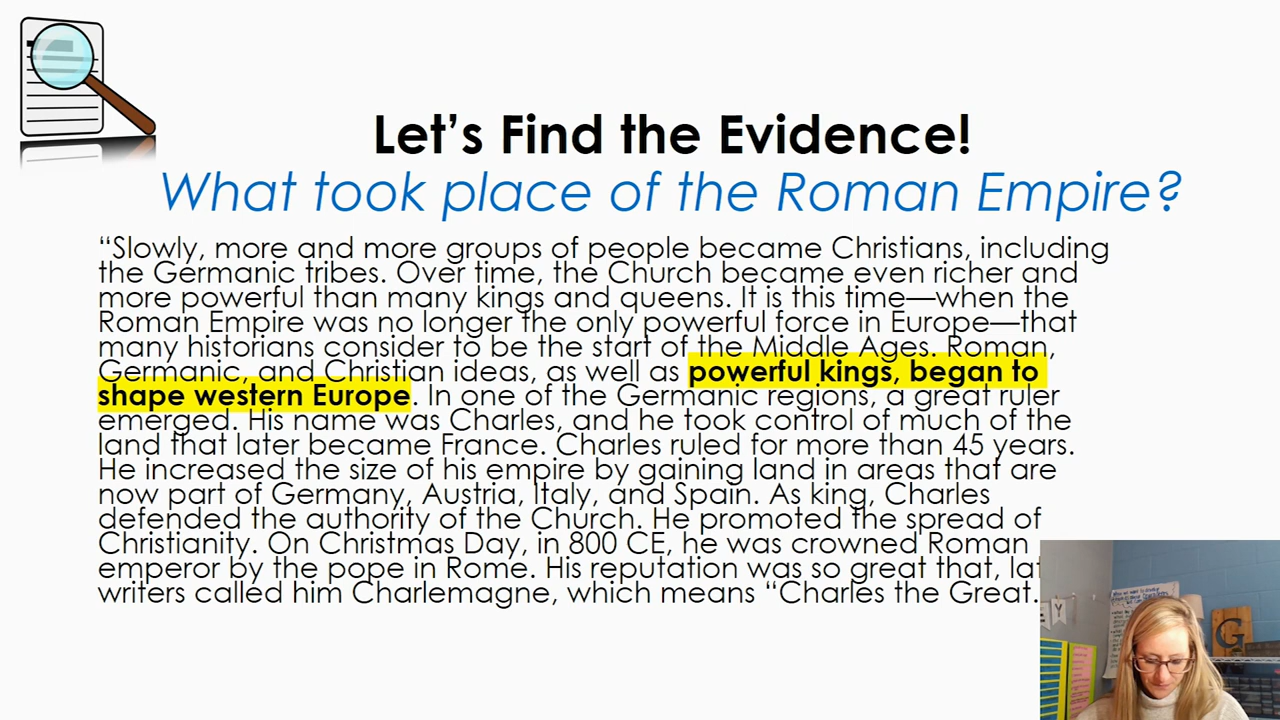 Let’s Find the Evidence!
What took place of the Roman Empire?
“Slowly, more and more groups of people became Christians, including
the Germanic tribes. Over time, the Church became even richer and
more powerful than many kings and queens. It is this time—when the
Roman Empire was no longer the only powerful force in Europe—that
many historians consider to be the start of the Middle Ages. Roman,
Germanic, and Christian ideas, as well as powerful kings, began to
shape western Europe. In one of the Germanic regions, a great ruler
emerged. His name was Charles, and he took control of much of the
land that later became France. Charles ruled for more than 45 years.
He increased the size of his empire by gaining land in areas that are
now part of Germany, Austria, Italy, and Spain. As king, Charles
defended the authority of the Church. He promoted the spread of
Christianity. On Christmas Day, in 800 CE, he was crowned Roman
emperor by the pope in Rome. His reputation was so great that,
writers called him Charlemagne, which means “Charles the Great.
Y
G